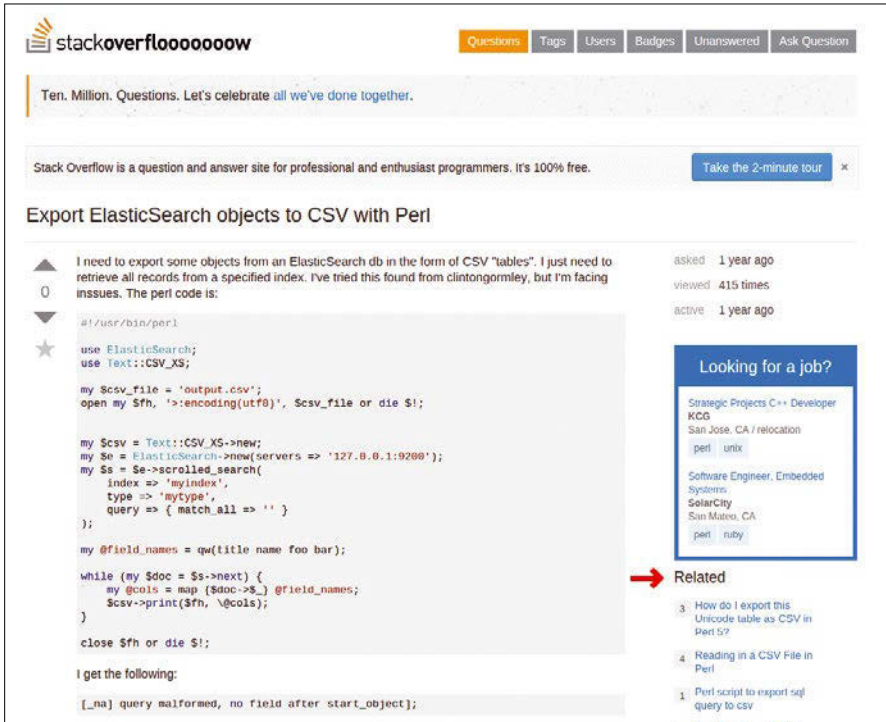 stackoverflooooooow
Questions
Tags
Users
Badges
Unanswered
Ask Question
Ten. Million. Questions. Let's celebrate all we've done together.
Stack Overflow is a question and answer site for professional and enthusiast programmers. It's 100% free.
Take the 2-minute tour
×
Export ElasticSearch objects to CSV with Perl
0
I need to export some objects from an ElasticSearch db in the form of CSV "tables". I just need to
retrieve all records from a specified index. I've tried this found from clintongormley, but I'm facing
inssues. The perl code is:
#!/usr/bin/perl
use ElasticSearch;
use Text::CSV_XS;
my $csv_file = 'output.csv';
open my $fh, '>:encoding(utf8)', $csv_file or die $!;
my $csv = Text::CSV_XS->new;
my $e = ElasticSearch->new(servers => '127.0.0.1:9200');
my $s = $e->scrolled_search(
    index => 'myindex',
    type => 'mytype',
    query => { match_all => '' }
);
my @field_names = qw(title name foo bar);
while (my $doc = $s->next) {
    my @cols = map {$doc->$_} @field_names;
    $csv->print($fh, \@cols);
}
close $fh or die $!;
I get the following:
[_na] query malformed, no field after start_object];
asked 1 year ago
viewed 415 times
active 1 year ago
Looking for a job?
Strategic Projects C++ Developer
KCG
San Jose, CA / relocation
perl unix
Software Engineer, Embedded
Systems
SolarCity
San Mateo, CA
perl ruby
Related
3 How do I export this
Unicode table as CSV in
Perl 5?
4 Reading in a CSV File in
Perl
1 Perl script to export sql
query to csv